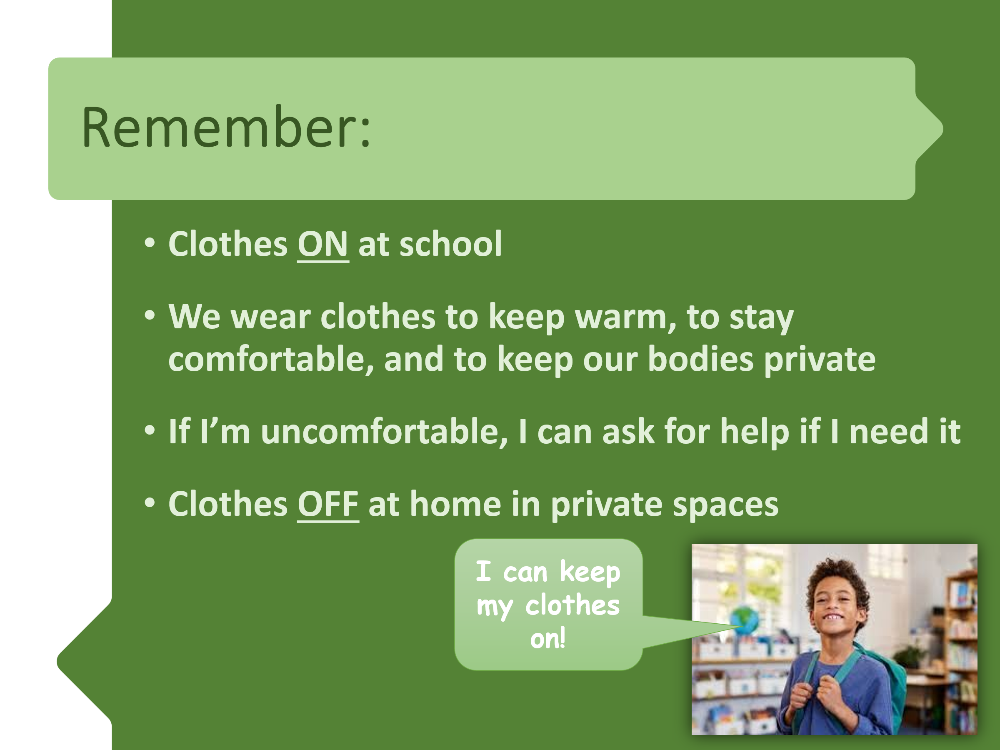 Remember:
• Clothes ON at school
• We wear clothes to keep warm, to stay
comfortable, and to keep our bodies private
• If I’m uncomfortable, I can ask for help if I need it
• Clothes OFF at home in private spaces
I can keep
my clothes
on!